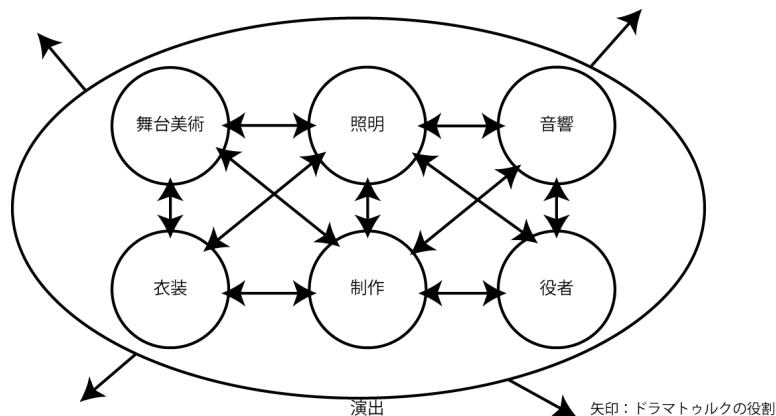 舞台美術
照明
音響
衣装
制作
役者
演出
矢印：ドラマトゥルクの役割